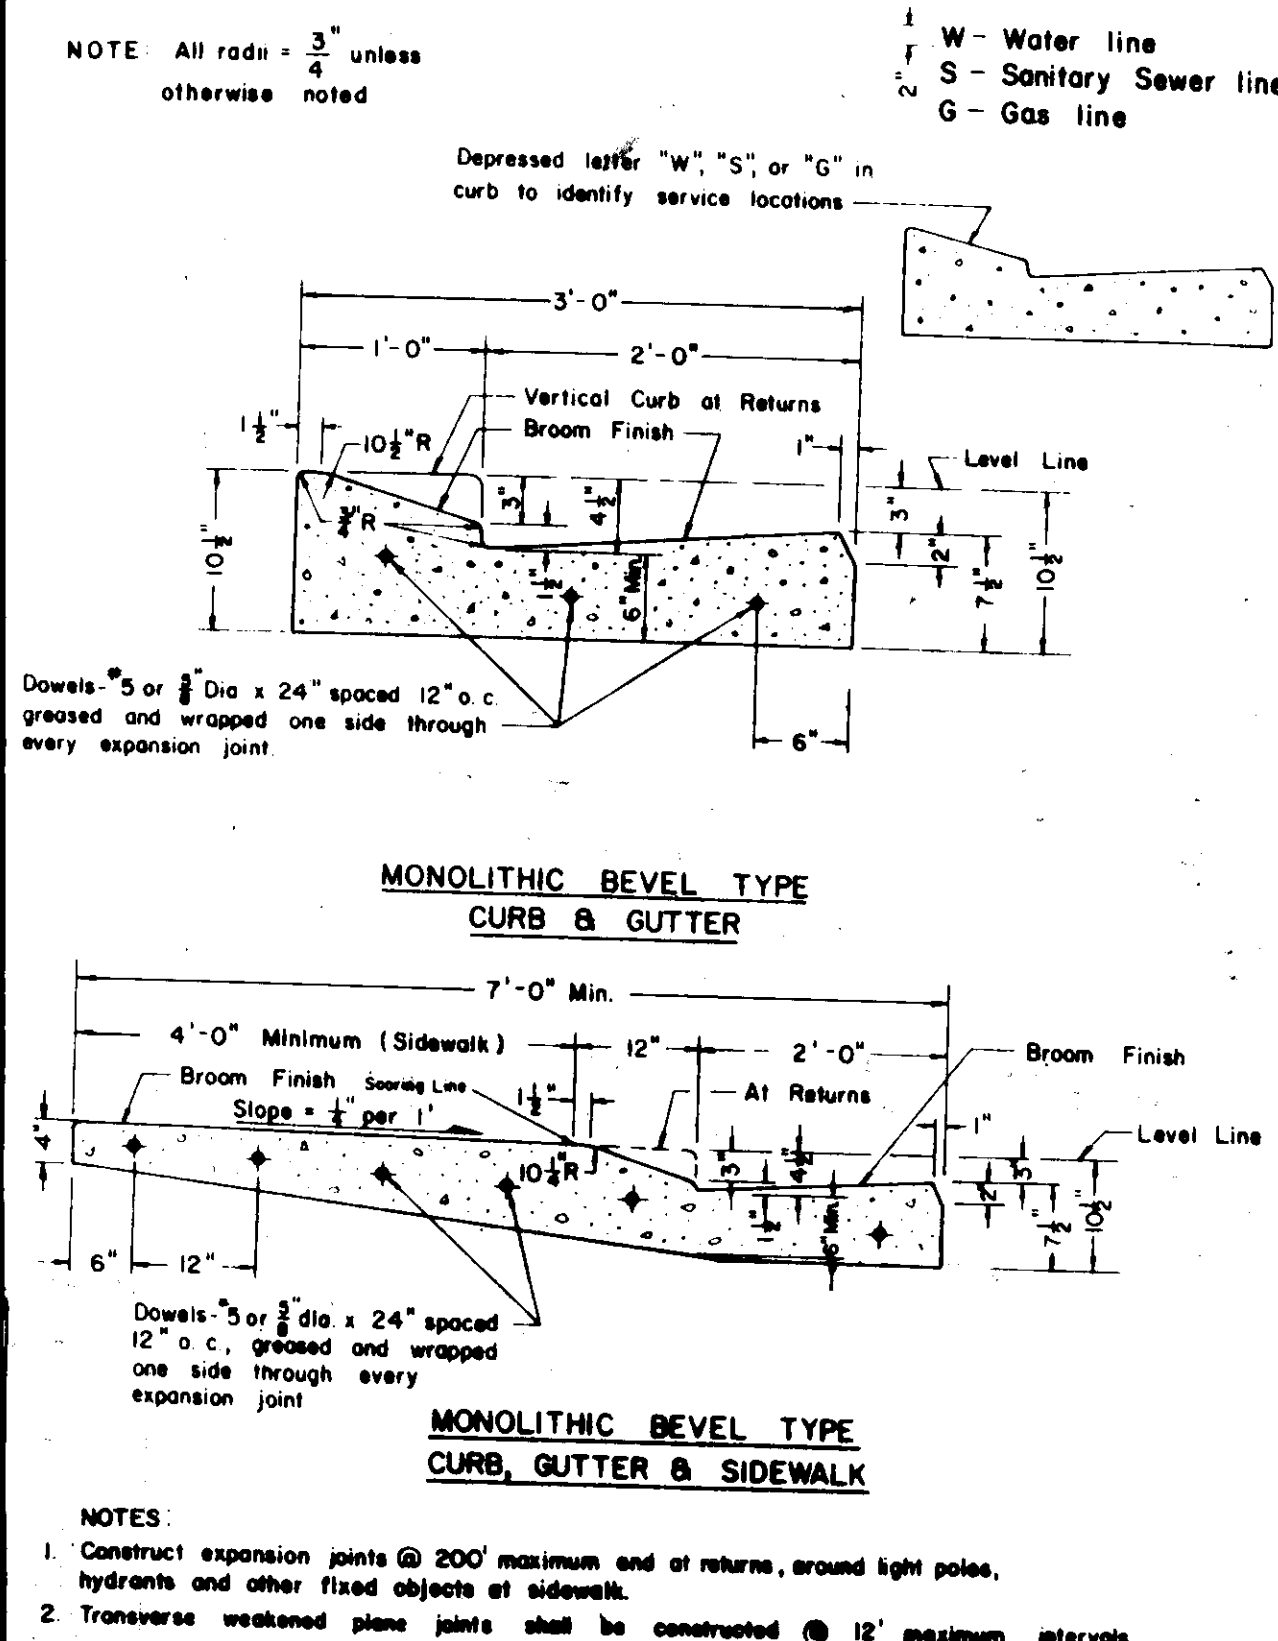 NOTE: All radii = 3/4" unless
otherwise noted
2"
W - Water line
S - Sanitary Sewer line
G - Gas line
Depressed letter "W", "S", or "G" in
curb to identify service locations
3'-0"
1'-0"
2'-0"
Vertical Curb at Returns
Broom Finish
1 1/2"
10 1/2" R
1"
Level Line
3/4" R
3"
4 1/2"
3"
2"
10 1/2"
1 1/2"
6" Min.
7 1/2"
10 1/2"
Dowels - #5 or 5/8" Dia x 24" spaced 12" o.c.
greased and wrapped one side through
every expansion joint.
6"
MONOLITHIC BEVEL TYPE
CURB & GUTTER
7'-0" Min.
4'-0" Minimum (Sidewalk)
12"
2'-0"
Broom Finish
Broom Finish
Scoring Line
1 1/2"
At Returns
Slope = 1/4" per 1'
1"
Level Line
4"
10 1/4" R
3"
4 1/2"
3"
2"
1 1/2"
6" Min.
7 1/2"
10 1/2"
6"
12"
Dowels - #5 or 5/8" dia. x 24" spaced
12" o.c., greased and wrapped
one side through every
expansion joint
MONOLITHIC BEVEL TYPE
CURB, GUTTER & SIDEWALK
NOTES:
1. Construct expansion joints @ 200' maximum and at returns, around light poles,
hydrants and other fixed objects at sidewalk.
2. Transverse weakened plane joints shall be constructed @ 12' maximum intervals